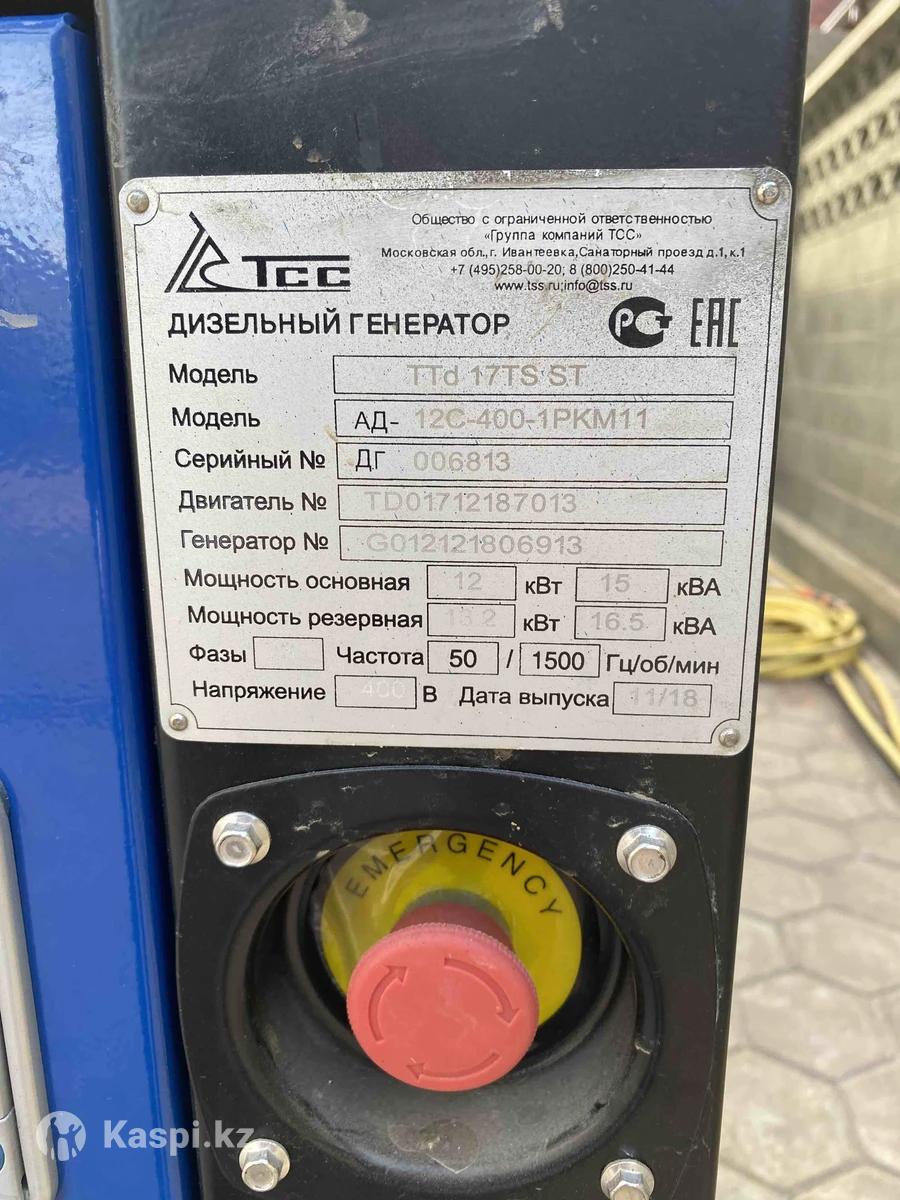 Общество с ограниченной ответственностью
«Группа компаний ТСС»
Московская обл., г. Ивантеевка, Санаторный проезд д.1, к.1
+7 (495)258-00-20; 8 (800)250-41-44
www.tss.ru;info@tss.ru
ТСС
ДИЗЕЛЬНЫЙ ГЕНЕРАТОР РСТ ЕАС
Модель TTd 17TS ST
Модель АД- 12С-400-1РКМ11
Серийный № ДГ 006813
Двигатель № TD01712187013
Генератор № G012121806913
Мощность основная 12 кВт 15 кВА
Мощность резервная 13.2 кВт 16.5 кВА
Фазы Частота 50 / 1500 Гц/об/мин
Напряжение 400 В Дата выпуска 11/18
EMERGENCY
Kaspi.kz